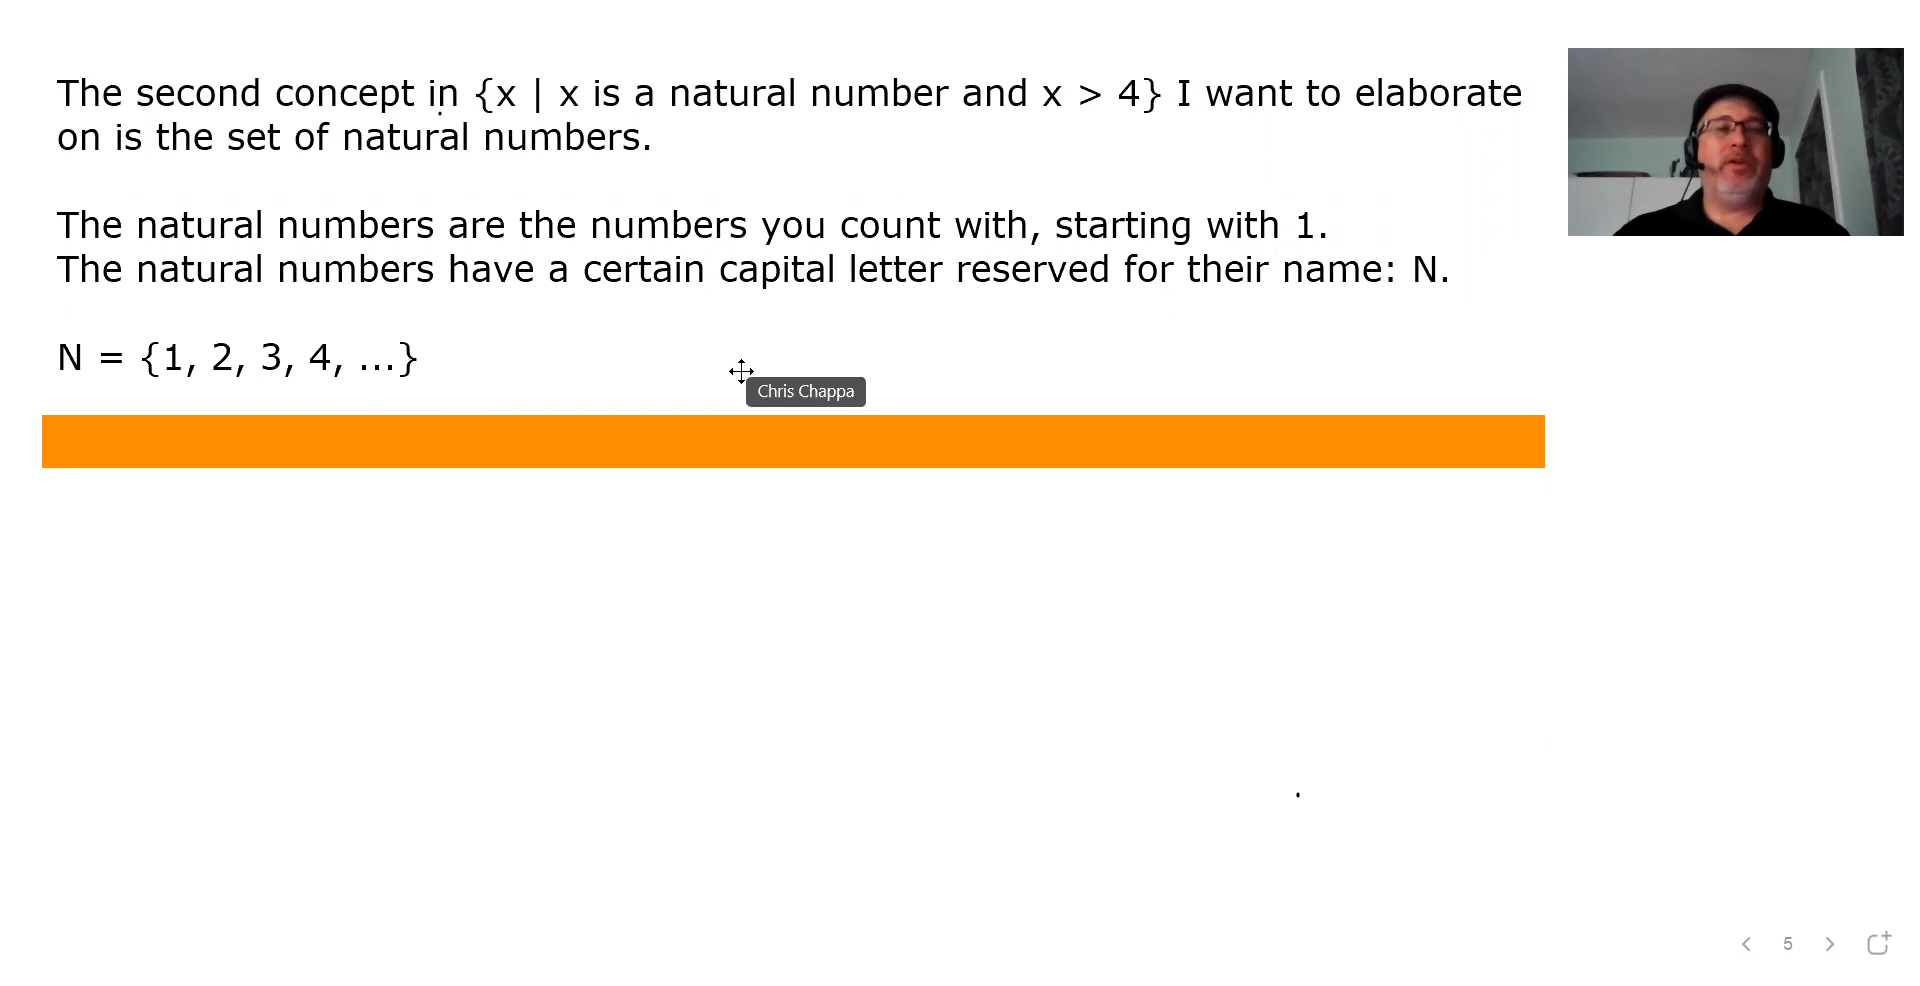 The second concept in {x | x is a natural number and x > 4} I want to elaborate
on is the set of natural numbers.
The natural numbers are the numbers you count with, starting with 1.
The natural numbers have a certain capital letter reserved for their name: N.
N = {1, 2, 3, 4, ...}
Chris Chappa
5